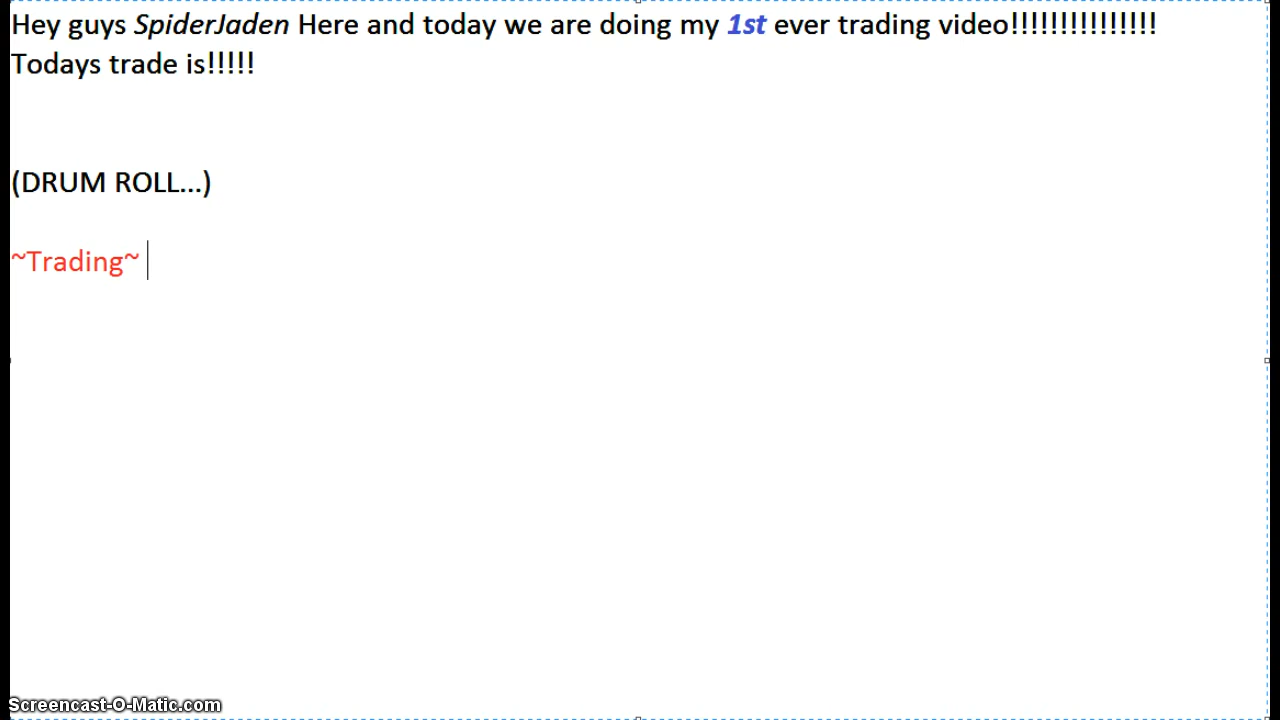 Hey guys SpiderJaden Here and today we are doing my 1st ever trading video!!!!!!!!!!!!!!!
Todays trade is!!!!!
(DRUM ROLL...)
~Trading~
Screencast-O-Matic.com